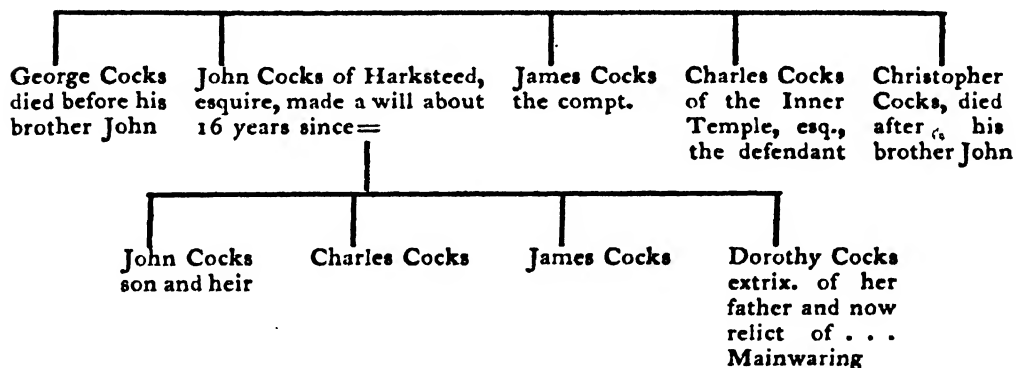 George Cocks
died before his
brother John
John Cocks of Harksteed,
esquire, made a will about
16 years since=
James Cocks
the compt.
Charles Cocks
of the Inner
Temple, esq.,
the defendant
Christopher
Cocks, died
after his
brother John
John Cocks
son and heir
Charles Cocks
James Cocks
Dorothy Cocks
extrix. of her
father and now
relict of . . .
Mainwaring